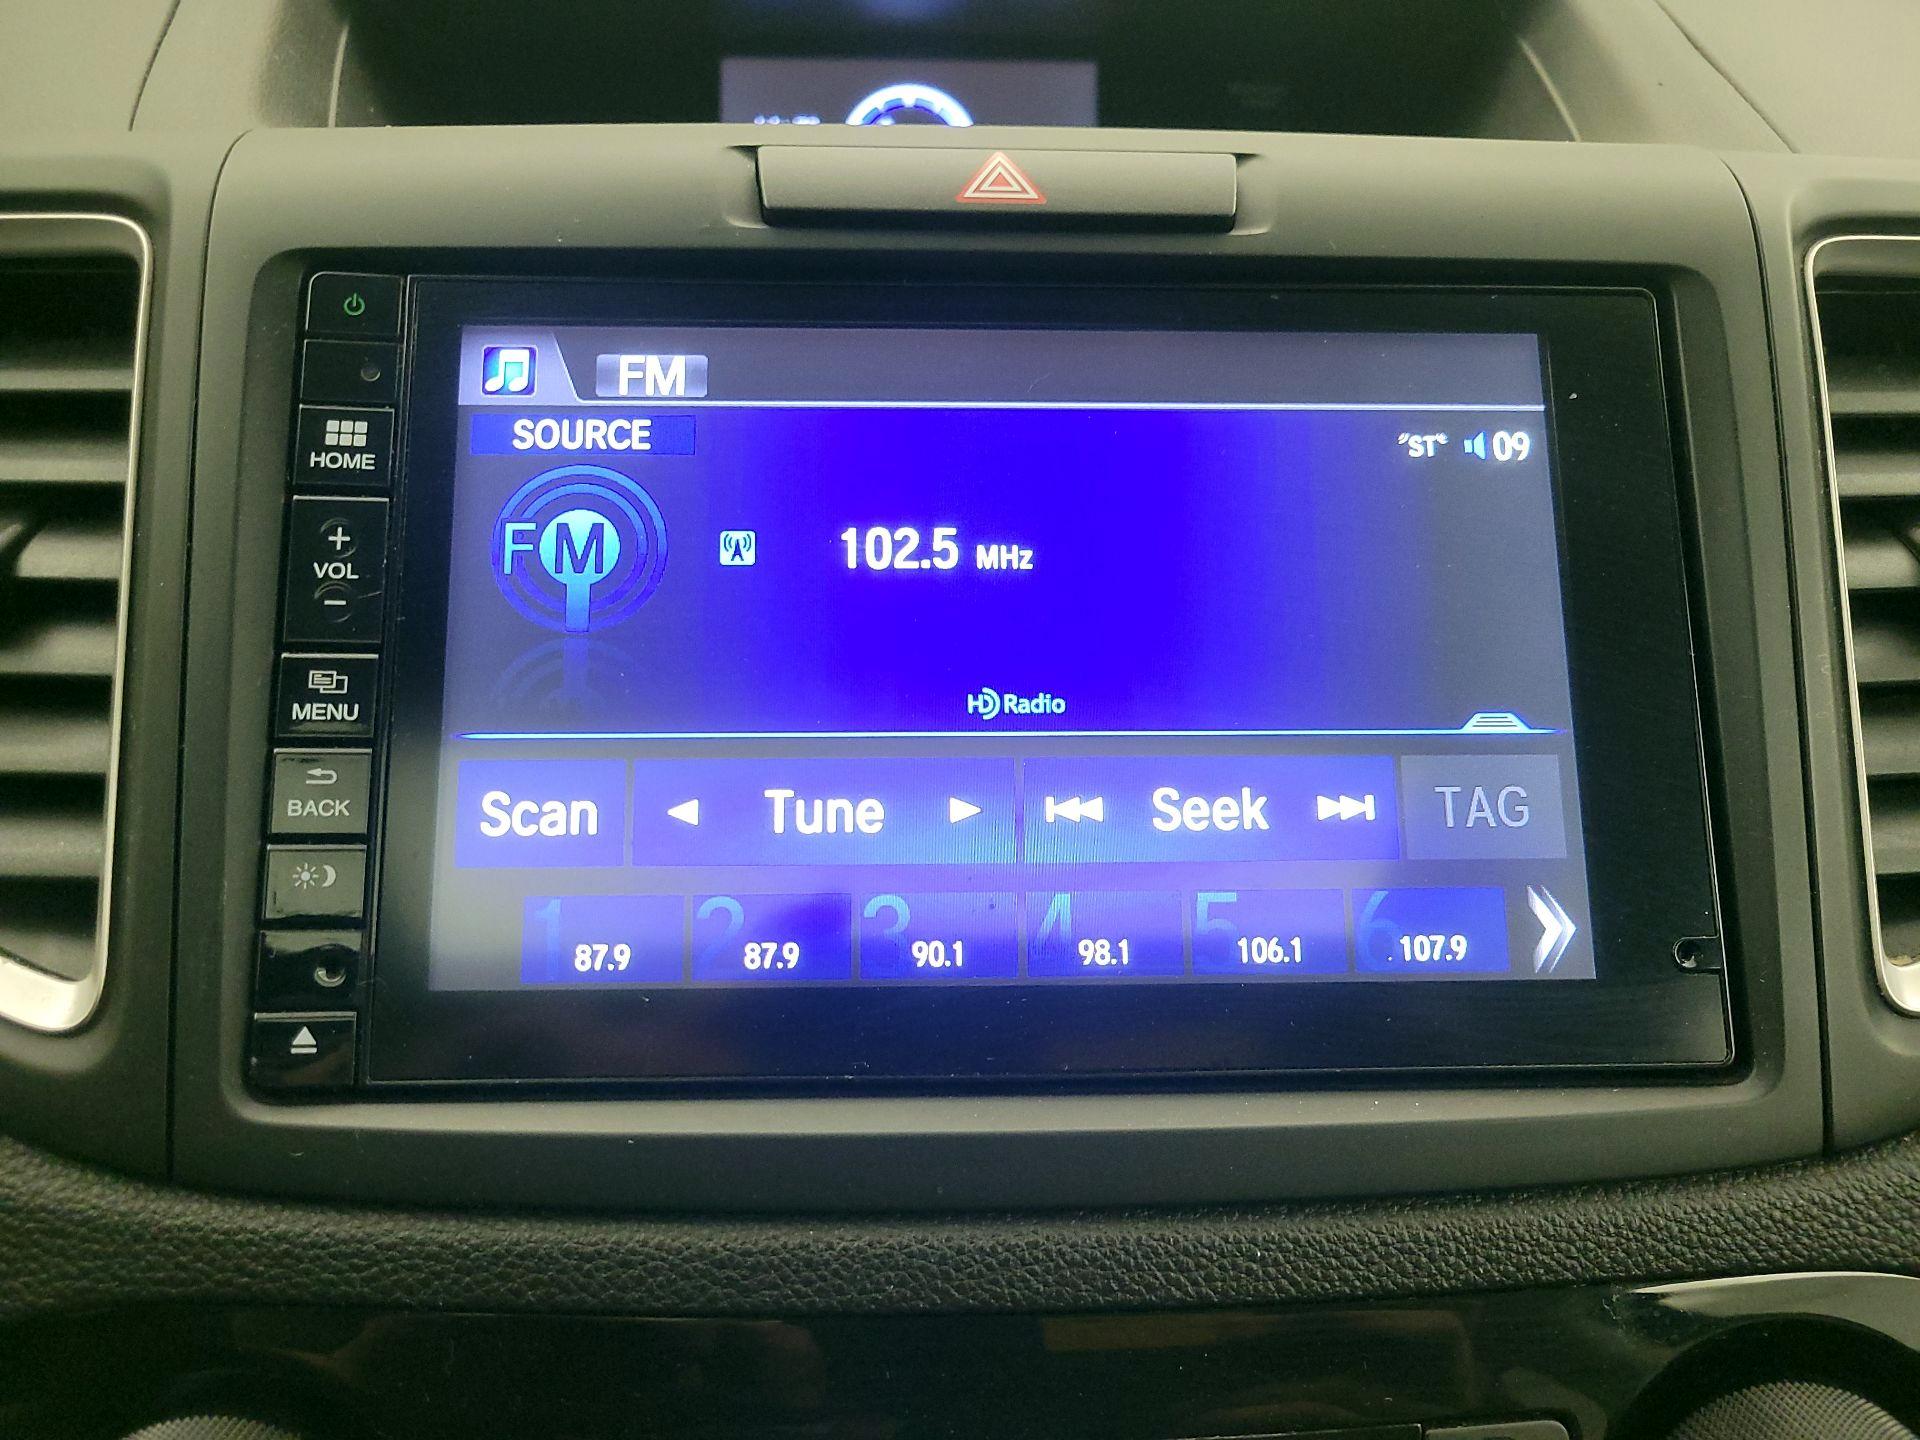 FM
SOURCE
ST 09
FM
102.5 MHz
HD Radio
Scan Tune Seek TAG
1 2 3 4 5 6
87.9 87.9 90.1 98.1 106.1 107.9
HOME
+
VOL
-
MENU
BACK